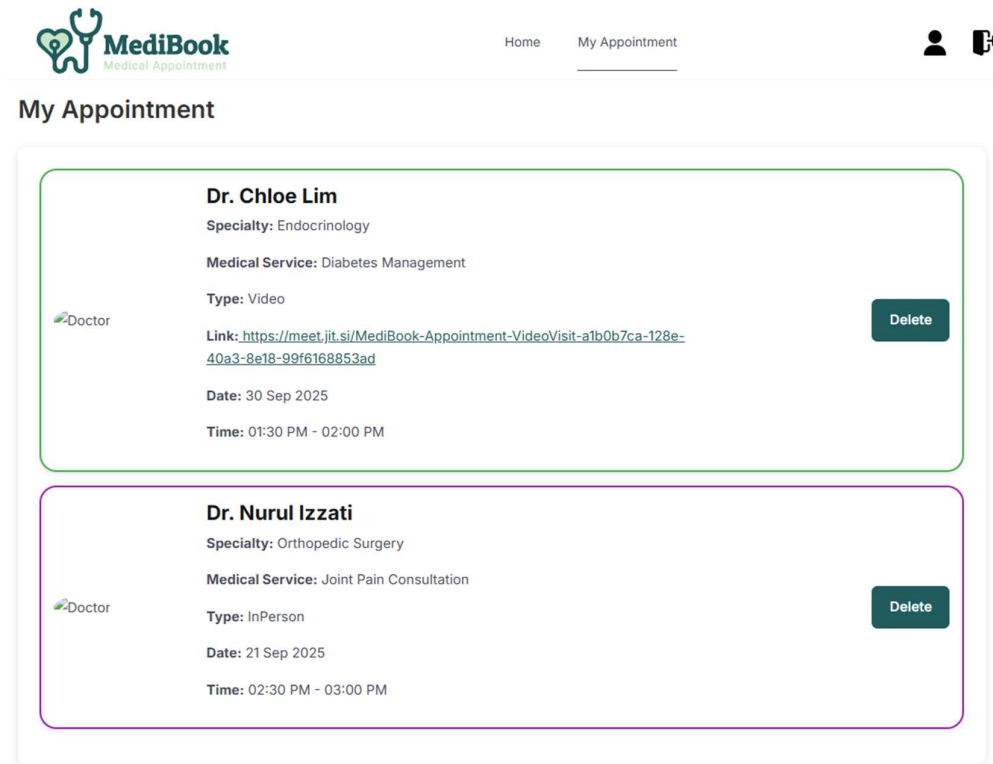 MediBook
Medical Appointment
Home
My Appointment
My Appointment
Dr. Chloe Lim
Specialty: Endocrinology
Medical Service: Diabetes Management
Type: Video
Link: https://meet.jit.si/MediBook-Appointment-VideoVisit-a1b0b7ca-128e-
40a3-8e18-99f6168853ad
Date: 30 Sep 2025
Time: 01:30 PM - 02:00 PM
Doctor
Delete
Dr. Nurul Izzati
Specialty: Orthopedic Surgery
Medical Service: Joint Pain Consultation
Type: InPerson
Date: 21 Sep 2025
Time: 02:30 PM - 03:00 PM
Doctor
Delete